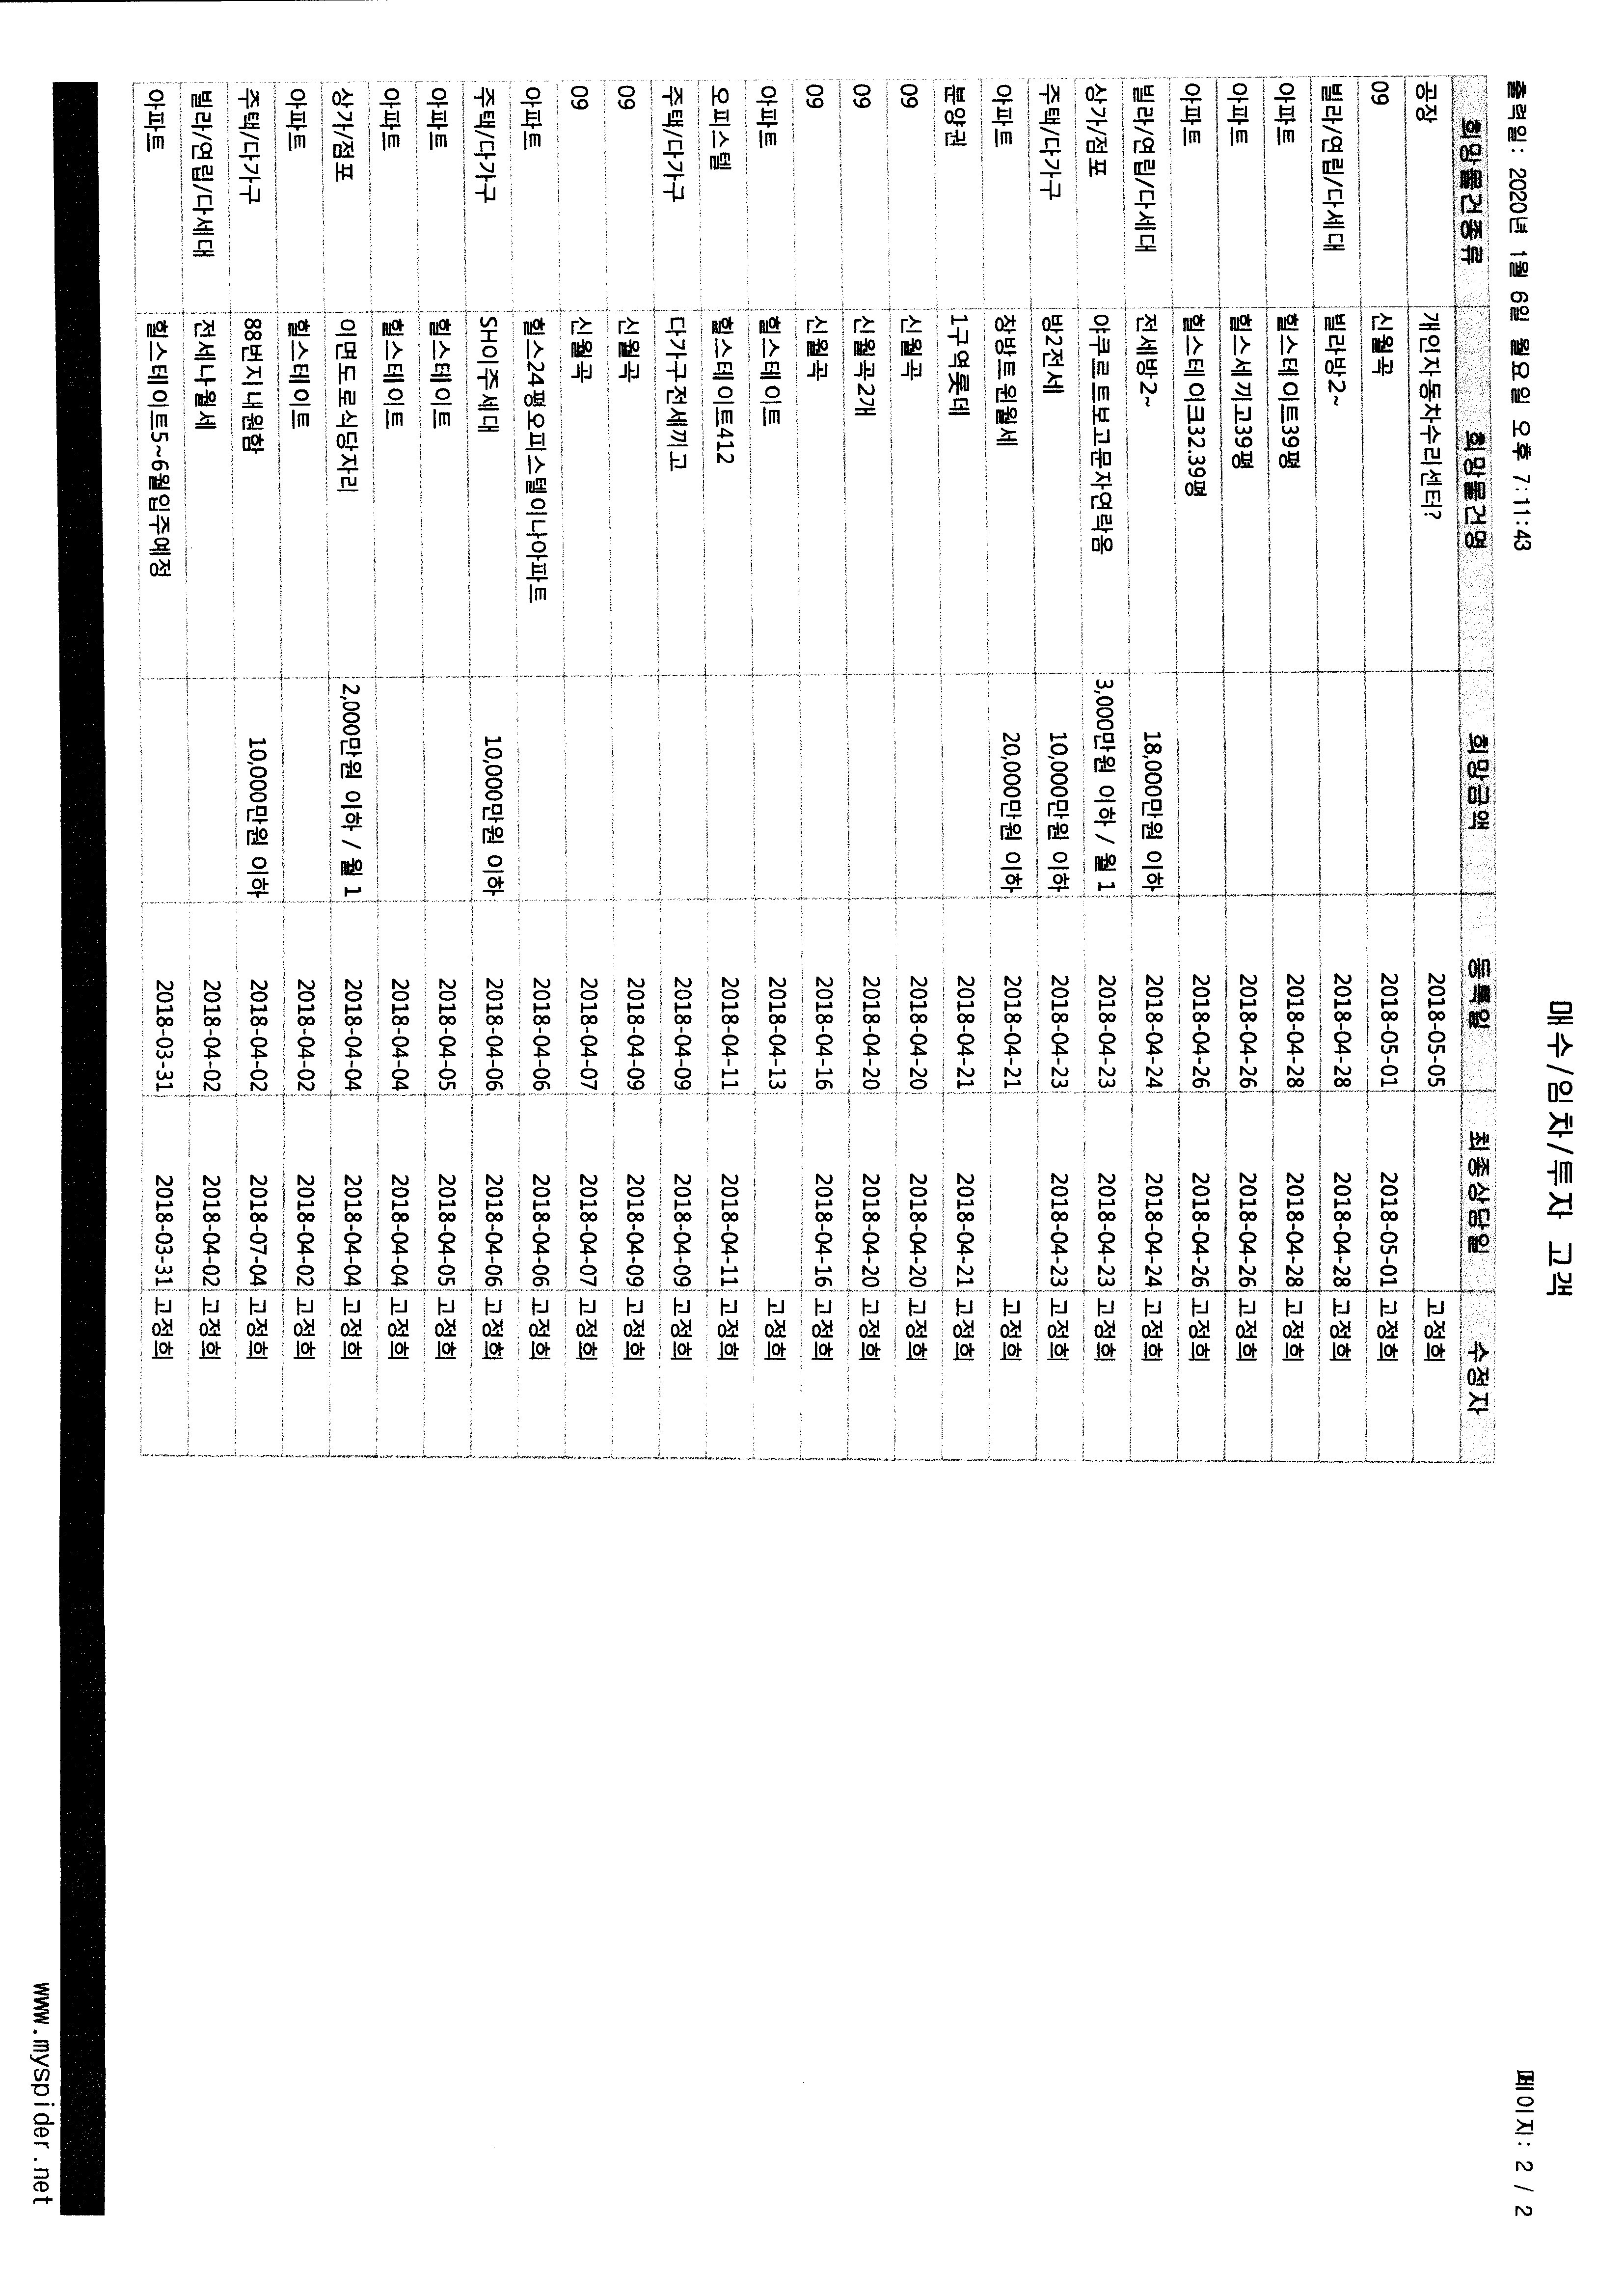 매수/임차/투자 고객
출력일: 2020년 1월 6일 월요일 오후 7:11:43 페이지: 2 / 2
희망물건종류 희망물건명 희망금액 등록일 최종상담일 수정자
공장 개인자동차수리센터? 2018-05-05 고정희
09 신월곡 2018-05-01 2018-05-01 고정희
빌라/연립/다세대 빌라방2~ 2018-04-28 2018-04-28 고정희
아파트 힐스테이트39평 2018-04-28 2018-04-28 고정희
아파트 힐스세끼고39평 2018-04-26 2018-04-26 고정희
아파트 힐스테이크32.39평 2018-04-26 2018-04-26 고정희
빌라/연립/다세대 전세방2~ 18,000만원 이하 2018-04-24 2018-04-24 고정희
상가/점포 야쿠르트보고문자연락옴 3,000만원 이하 / 월 1 2018-04-23 2018-04-23 고정희
주택/다가구 방2전세 10,000만원 이하 2018-04-23 2018-04-23 고정희
아파트 창방트윈월세 20,000만원 이하 2018-04-21 고정희
분양권 1구역롯데 2018-04-21 2018-04-21 고정희
09 신월곡 2018-04-20 2018-04-20 고정희
09 신월곡2개 2018-04-20 2018-04-20 고정희
09 신월곡 2018-04-16 2018-04-16 고정희
아파트 힐스테이트 2018-04-13 고정희
오피스텔 힐스테이트412 2018-04-11 2018-04-11 고정희
주택/다가구 다가구전세끼고 2018-04-09 2018-04-09 고정희
09 신월곡 2018-04-09 2018-04-09 고정희
09 신월곡 2018-04-07 2018-04-07 고정희
아파트 힐스24평오피스텔이나아파트 2018-04-06 2018-04-06 고정희
주택/다가구 SH이주세대 10,000만원 이하 2018-04-06 2018-04-06 고정희
아파트 힐스테이트 2018-04-05 2018-04-05 고정희
아파트 힐스테이트 2018-04-04 2018-04-04 고정희
상가/점포 이면도로식당자리 2,000만원 이하 / 월 1 2018-04-04 2018-04-04 고정희
아파트 힐스테이트 2018-04-02 2018-04-02 고정희
주택/다가구 88번지내원함 10,000만원 이하 2018-04-02 2018-07-04 고정희
빌라/연립/다세대 전세나월세 2018-04-02 2018-04-02 고정희
아파트 힐스테이트5~6월입주예정 2018-03-31 2018-03-31 고정희
www.myspider.net